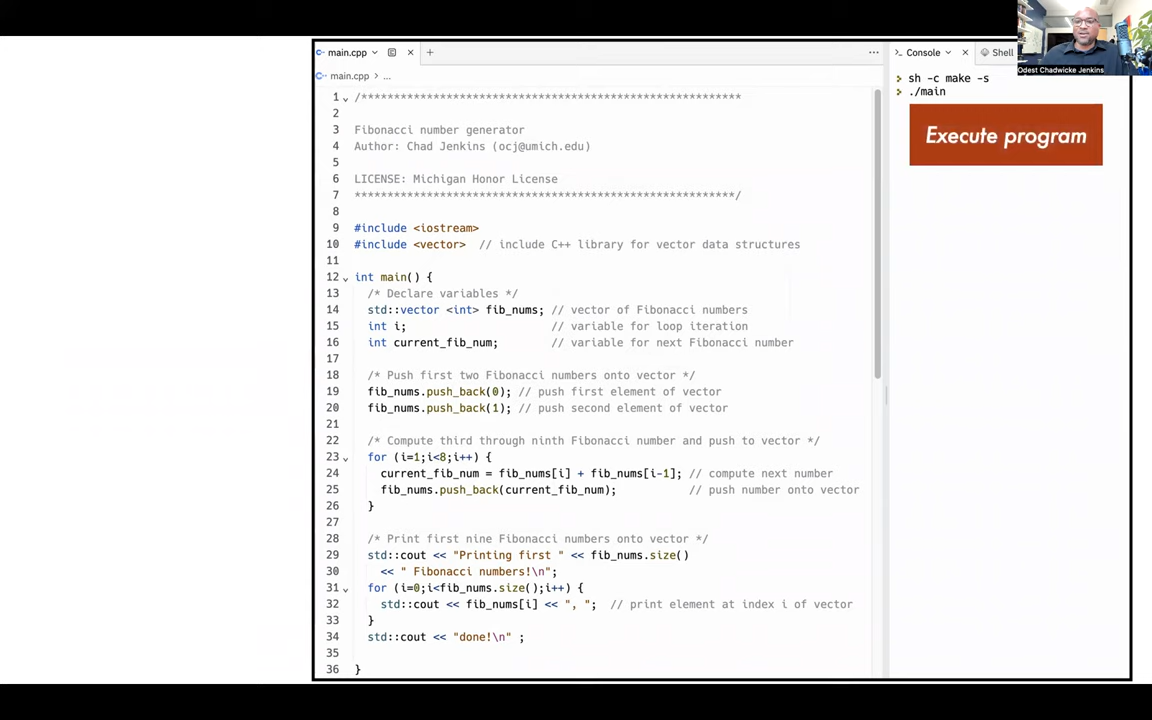 main.cpp
Console
Shell
Odest Chadwicke Jenkins
main.cpp > ...
1 /**********************************************************
2
3 Fibonacci number generator
4 Author: Chad Jenkins (ocj@umich.edu)
5
6 LICENSE: Michigan Honor License
7 **********************************************************/
8
9 #include <iostream>
10 #include <vector>  // include C++ library for vector data structures
11
12 int main() {
13   /* Declare variables */
14   std::vector <int> fib_nums; // vector of Fibonacci numbers
15   int i;                      // variable for loop iteration
16   int current_fib_num;        // variable for next Fibonacci number
17
18   /* Push first two Fibonacci numbers onto vector */
19   fib_nums.push_back(0); // push first element of vector
20   fib_nums.push_back(1); // push second element of vector
21
22   /* Compute third through ninth Fibonacci number and push to vector */
23   for (i=1;i<8;i++) {
24     current_fib_num = fib_nums[i] + fib_nums[i-1]; // compute next number
25     fib_nums.push_back(current_fib_num);           // push number onto vector
26   }
27
28   /* Print first nine Fibonacci numbers onto vector */
29   std::cout << "Printing first " << fib_nums.size()
30     << " Fibonacci numbers!\n";
31   for (i=0;i<fib_nums.size();i++) {
32     std::cout << fib_nums[i] << ", ";  // print element at index i of vector
33   }
34   std::cout << "done!\n" ;
35
36 }
sh -c make -s
./main
Execute program